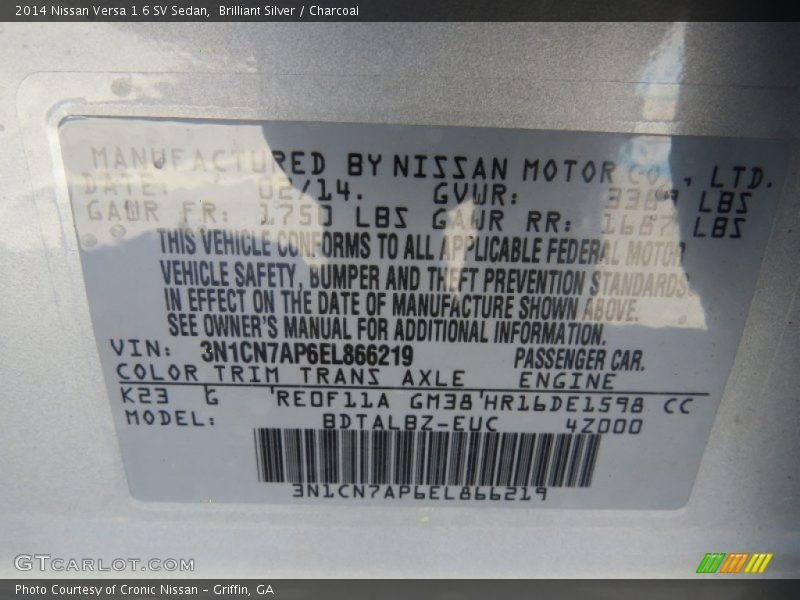 2014 Nissan Versa 1.6 SV Sedan, Brilliant Silver / Charcoal
MANUFACTURED BY NISSAN MOTOR CO., LTD.
DATE: 02/14. GVWR: LBS
GAWR FR: 1750 LBS GAWR RR: 1687 LBS
THIS VEHICLE CONFORMS TO ALL APPLICABLE FEDERAL MOTOR
VEHICLE SAFETY, BUMPER AND THEFT PREVENTION STANDARDS
IN EFFECT ON THE DATE OF MANUFACTURE SHOWN ABOVE.
SEE OWNER'S MANUAL FOR ADDITIONAL INFORMATION.
VIN: 3N1CN7AP6EL866219 PASSENGER CAR.
COLOR TRIM TRANS AXLE ENGINE
K23 G RE0F11A GM38 HR16DE1598 CC
MODEL: BDTALBZ-EUC 4Z000
3N1CN7AP6EL866219
GTCarLot.com
Photo Courtesy of Cronic Nissan – Griffin, GA